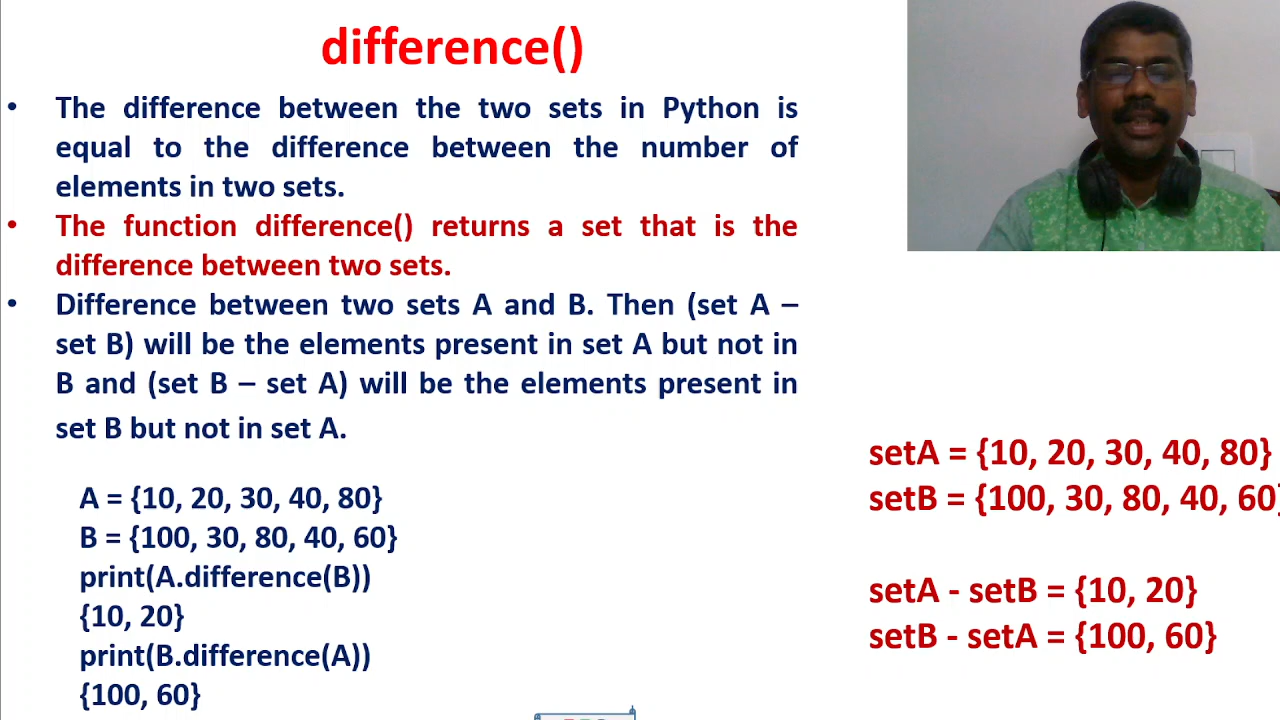 difference()
• The difference between the two sets in Python is
equal to the difference between the number of
elements in two sets.
• The function difference() returns a set that is the
difference between two sets.
• Difference between two sets A and B. Then (set A –
set B) will be the elements present in set A but not in
B and (set B – set A) will be the elements present in
set B but not in set A.
A = {10, 20, 30, 40, 80}
B = {100, 30, 80, 40, 60}
print(A.difference(B))
{10, 20}
print(B.difference(A))
{100, 60}
setA = {10, 20, 30, 40, 80}
setB = {100, 30, 80, 40, 60}
setA - setB = {10, 20}
setB - setA = {100, 60}